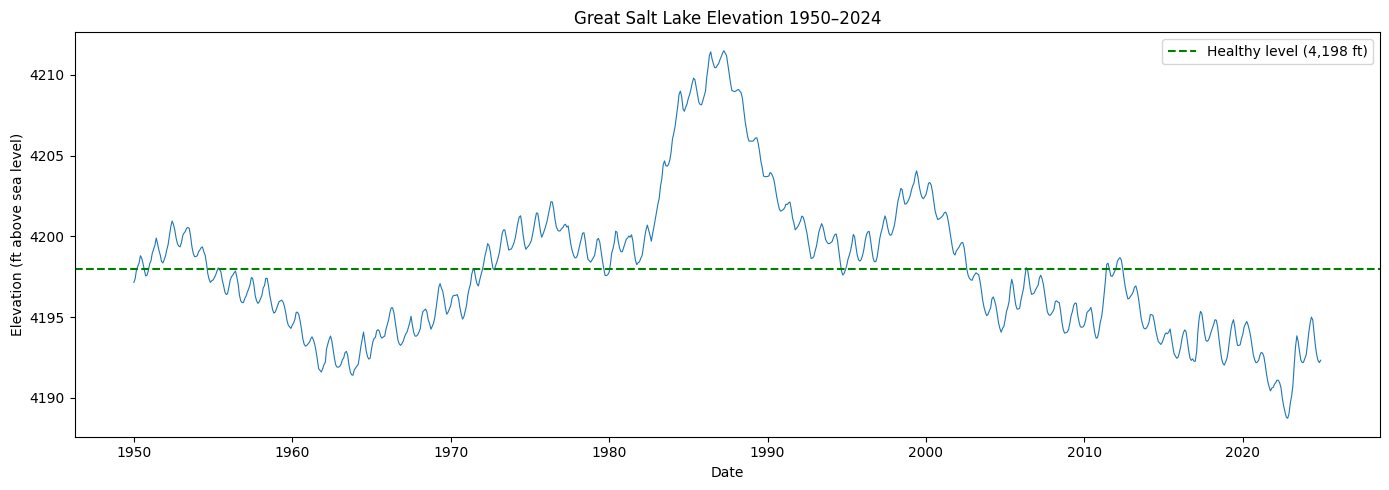 Great Salt Lake Elevation 1950–2024
Healthy level (4,198 ft)
Elevation (ft above sea level)
4210
4205
4200
4195
4190
1950 1960 1970 1980 1990 2000 2010 2020
Date